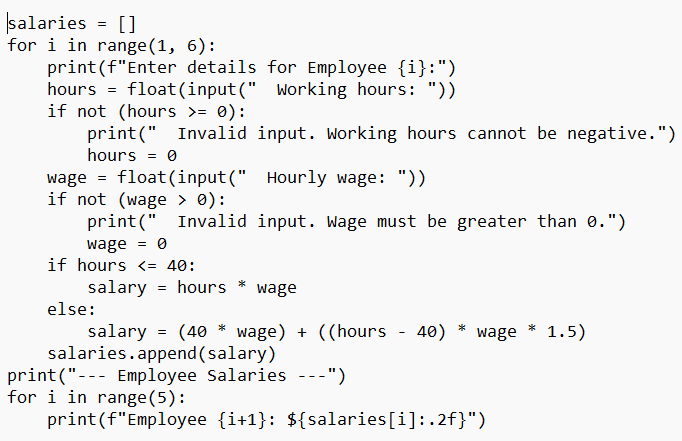 salaries = []
for i in range(1, 6):
    print(f"Enter details for Employee {i}:")
    hours = float(input("  Working hours: "))
    if not (hours >= 0):
        print("  Invalid input. Working hours cannot be negative.")
        hours = 0
    wage = float(input("  Hourly wage: "))
    if not (wage > 0):
        print("  Invalid input. Wage must be greater than 0.")
        wage = 0
    if hours <= 40:
        salary = hours * wage
    else:
        salary = (40 * wage) + ((hours - 40) * wage * 1.5)
    salaries.append(salary)
print("--- Employee Salaries ---")
for i in range(5):
    print(f"Employee {i+1}: ${salaries[i]:.2f}")